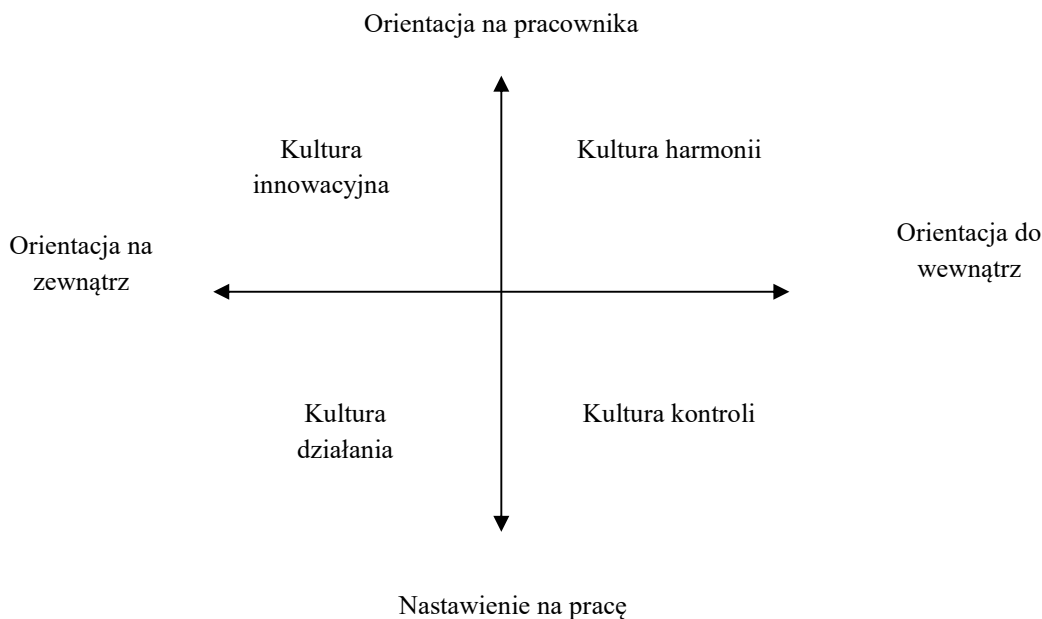 Orientacja na pracownika
Kultura
innowacyjna
Kultura harmonii
Orientacja na
zewnątrz
Orientacja do
wewnątrz
Kultura
działania
Kultura kontroli
Nastawienie na pracę